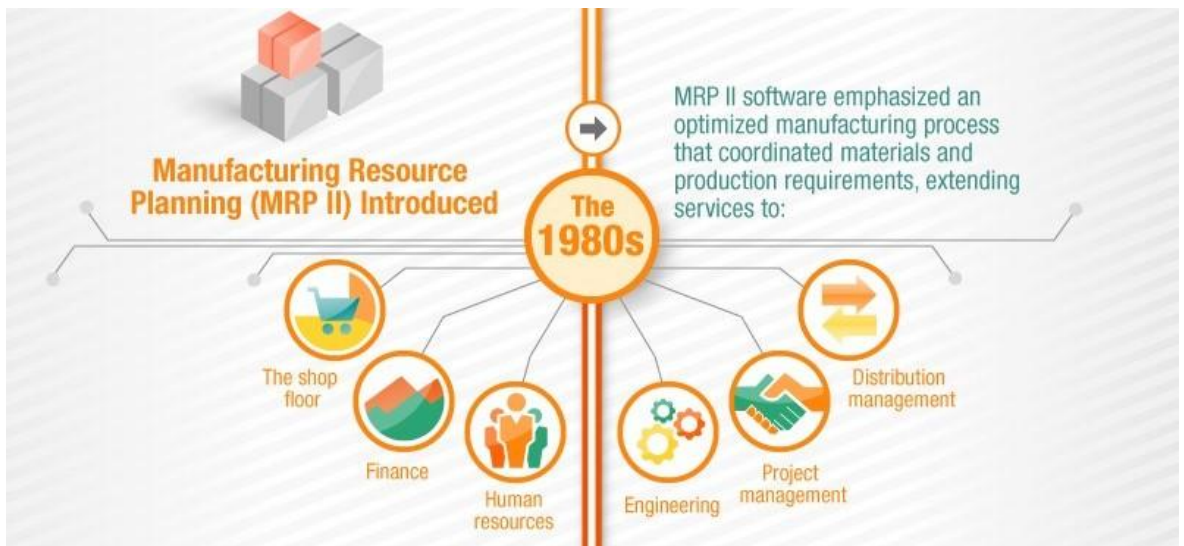 Manufacturing Resource
Planning (MRP II) Introduced
MRP II software emphasized an
optimized manufacturing process
that coordinated materials and
production requirements, extending
services to:
The
1980s
The shop
floor
Finance
Human
resources
Engineering
Project
management
Distribution
management